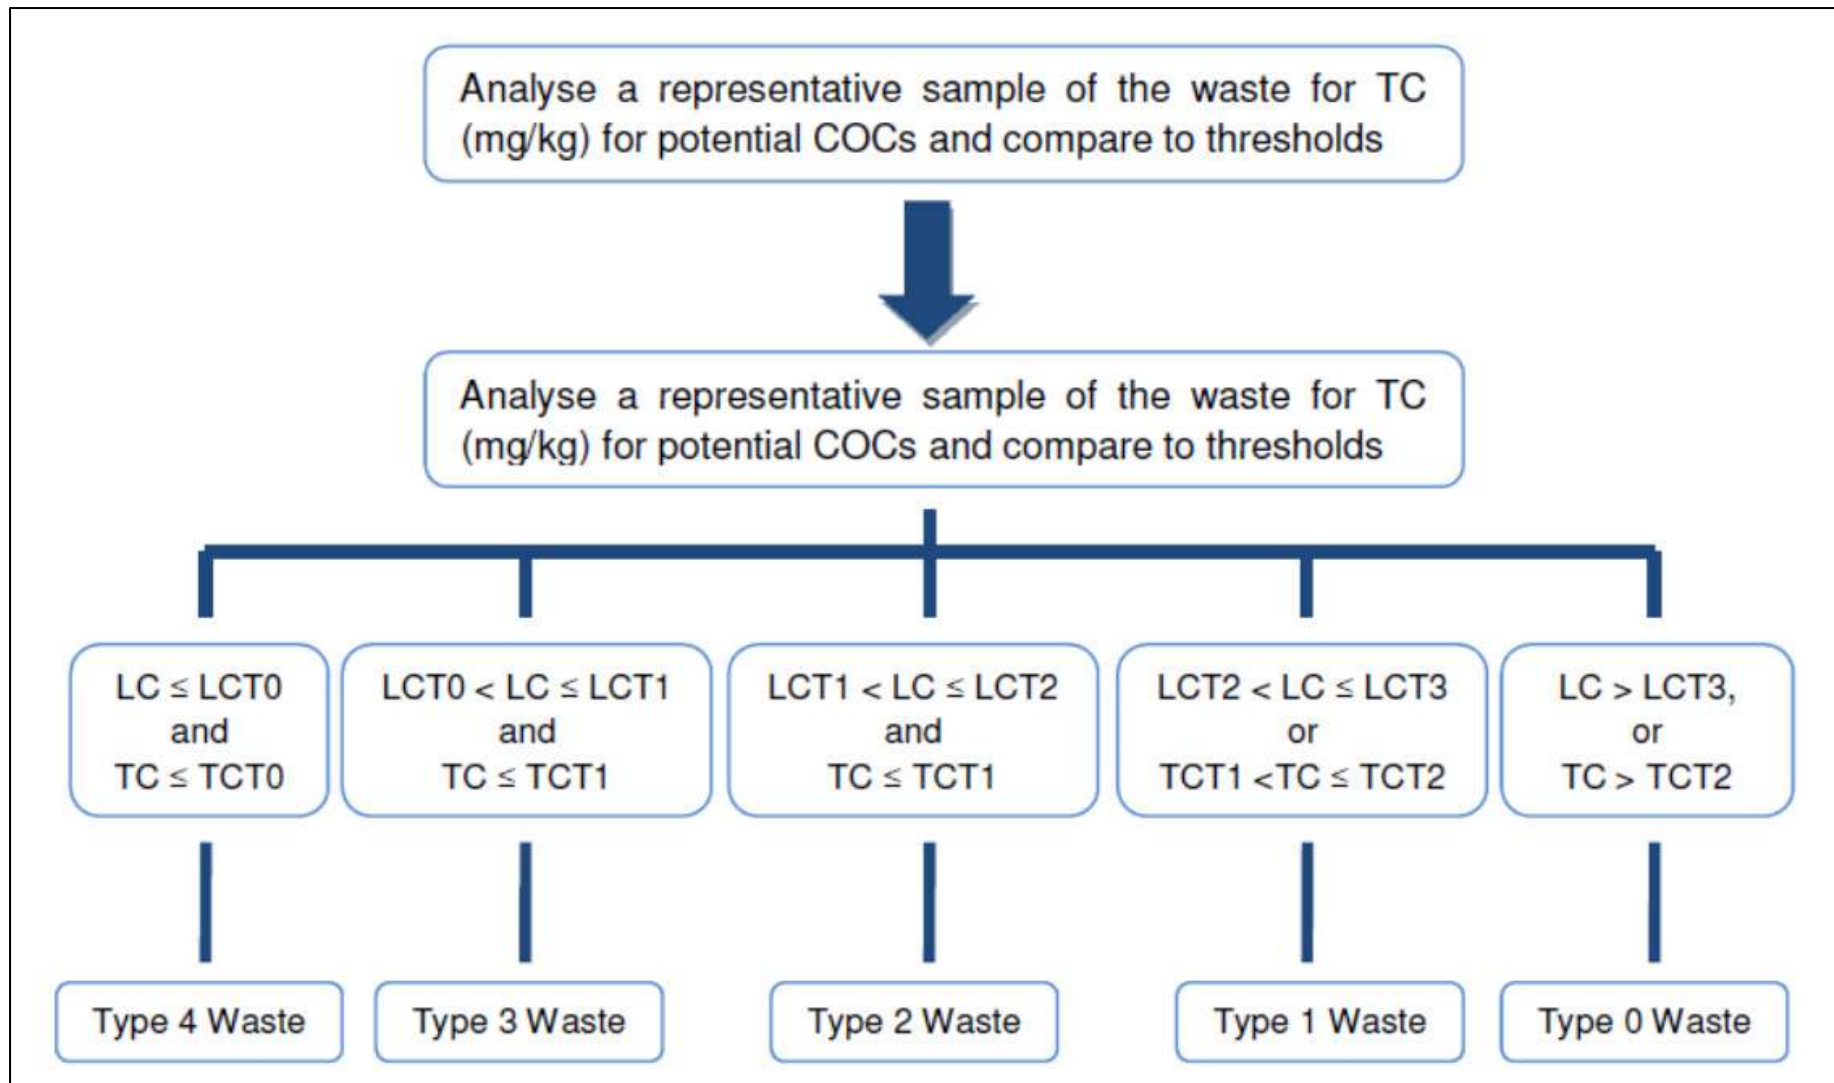 Analyse a representative sample of the waste for TC
(mg/kg) for potential COCs and compare to thresholds
Analyse a representative sample of the waste for TC
(mg/kg) for potential COCs and compare to thresholds
LC ≤ LCT0
and
TC ≤ TCT0
LCT0 < LC ≤ LCT1
and
TC ≤ TCT1
LCT1 < LC ≤ LCT2
and
TC ≤ TCT1
LCT2 < LC ≤ LCT3
or
TCT1 <TC ≤ TCT2
LC > LCT3,
or
TC > TCT2
Type 4 Waste
Type 3 Waste
Type 2 Waste
Type 1 Waste
Type 0 Waste